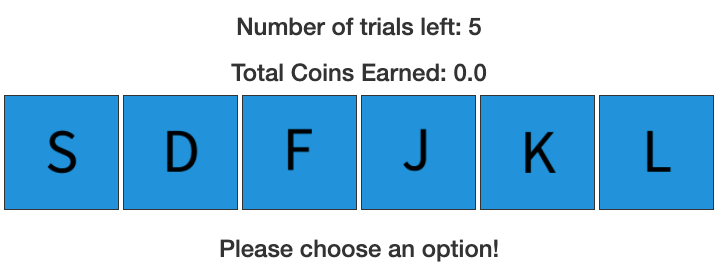 Number of trials left: 5
Total Coins Earned: 0.0
S D F J K L
Please choose an option!